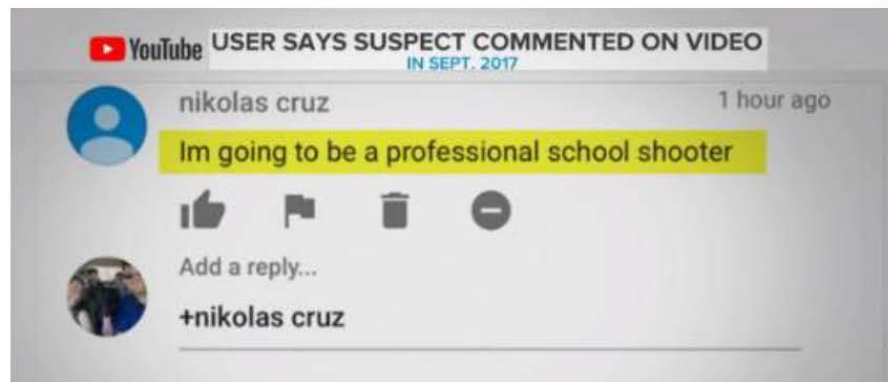 YouTube USER SAYS SUSPECT COMMENTED ON VIDEO
IN SEPT. 2017
nikolas cruz 1 hour ago
Im going to be a professional school shooter
Add a reply...
+nikolas cruz